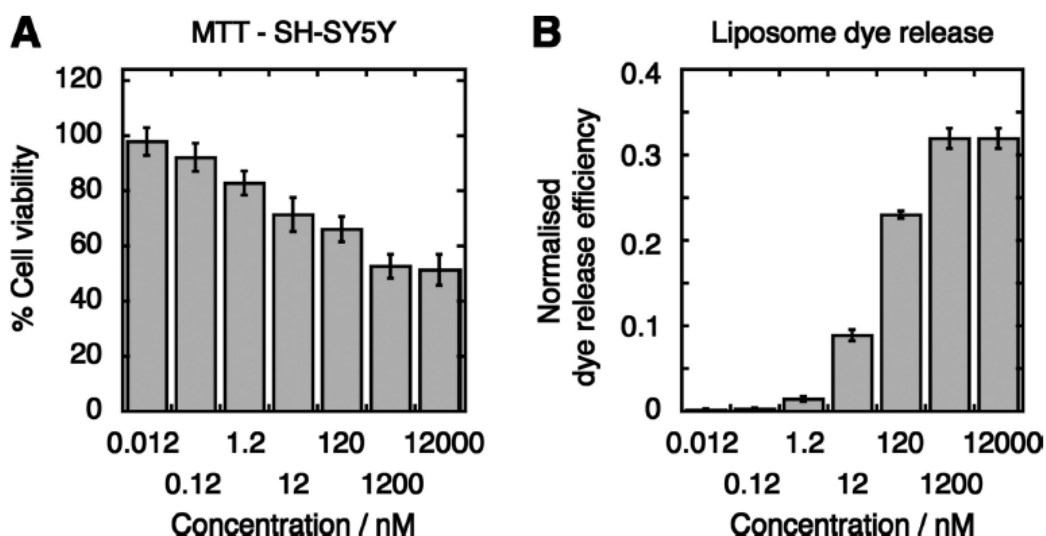 A
MTT - SH-SY5Y
% Cell viability
120
100
80
60
40
20
0
0.012 1.2 120 12000
0.12 12 1200
Concentration / nM
B
Liposome dye release
Normalised
dye release efficiency
0.4
0.3
0.2
0.1
0
0.012 1.2 120 12000
0.12 12 1200
Concentration / nM